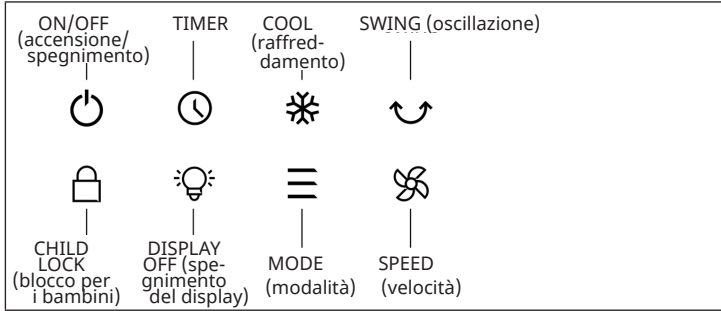 ON/OFF
(accensione/
spegnimento)
TIMER
COOL
(raffred-
damento)
SWING (oscillazione)
CHILD
LOCK
(blocco per
i bambini)
DISPLAY
OFF (spe-
gnimento
del display)
MODE
(modalità)
SPEED
(velocità)